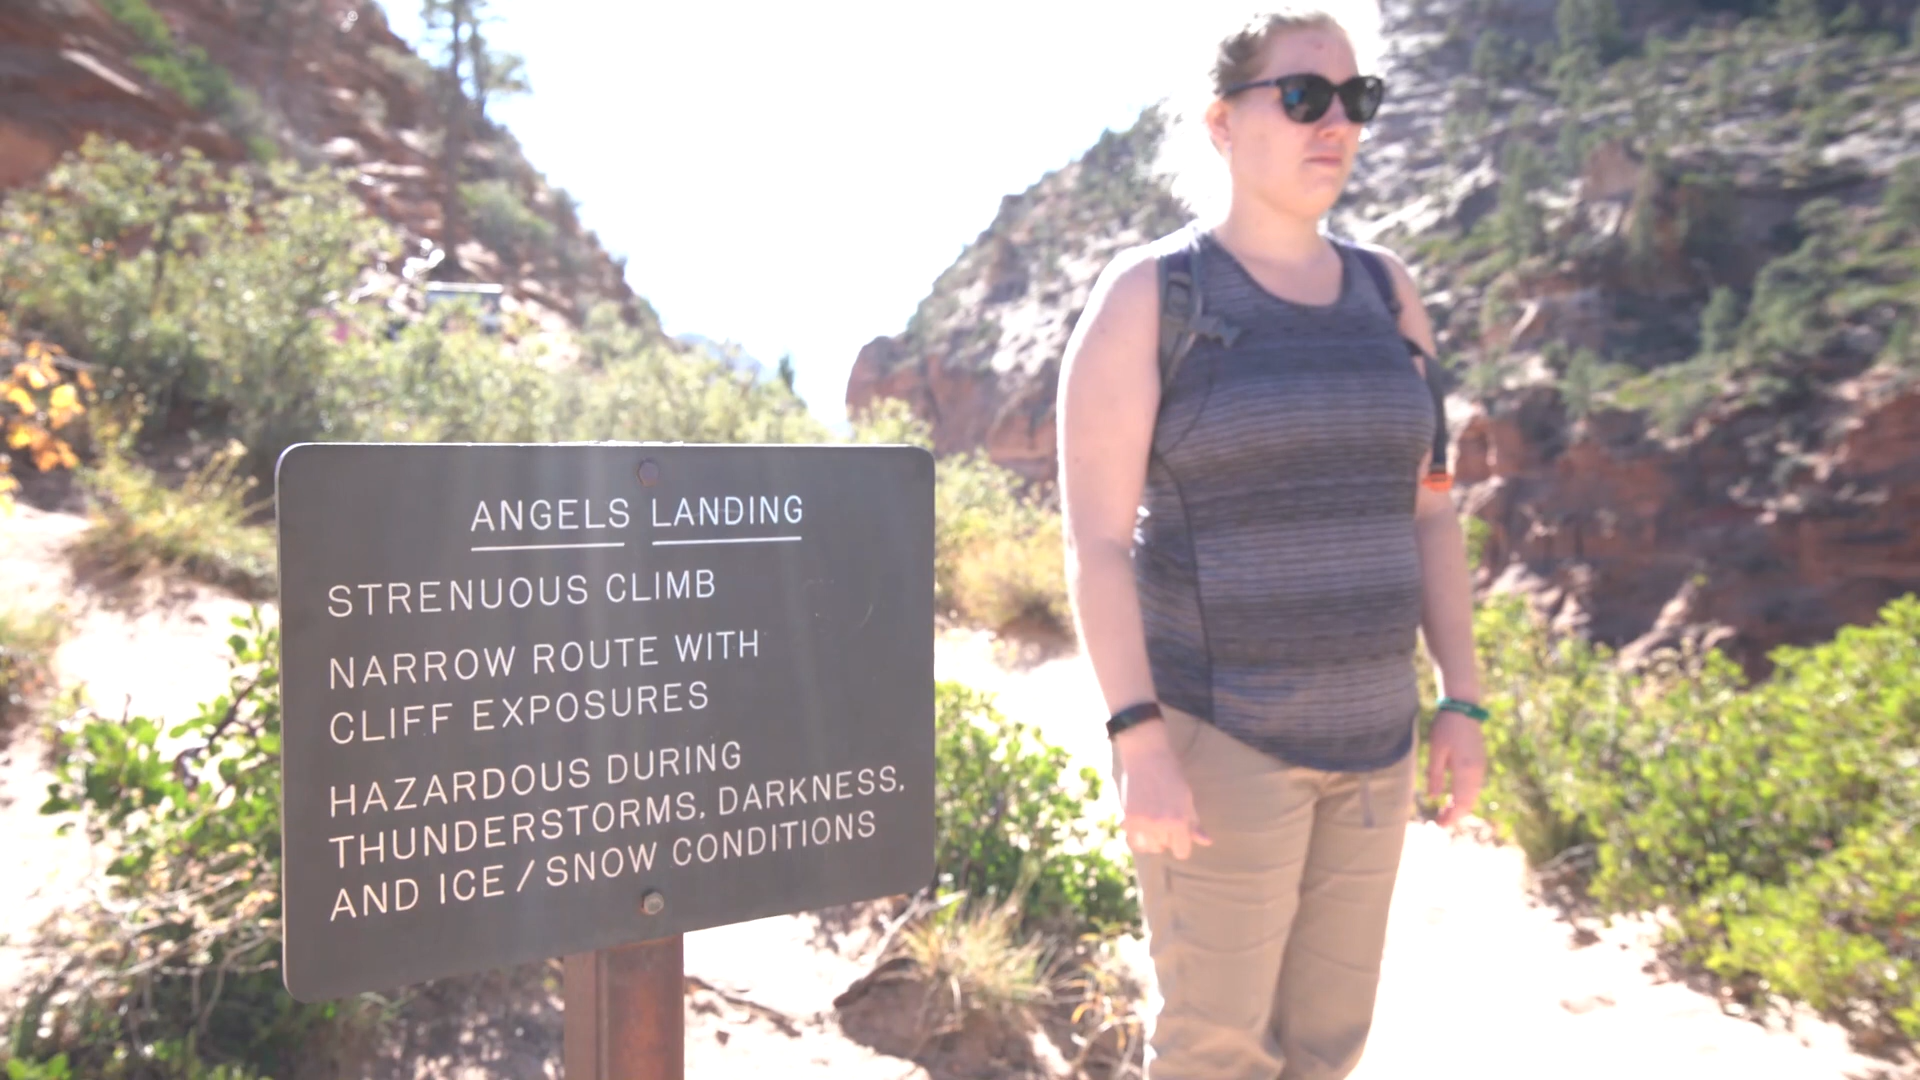 ANGELS LANDING
STRENUOUS CLIMB
NARROW ROUTE WITH
CLIFF EXPOSURES
HAZARDOUS DURING
THUNDERSTORMS, DARKNESS,
AND ICE/SNOW CONDITIONS